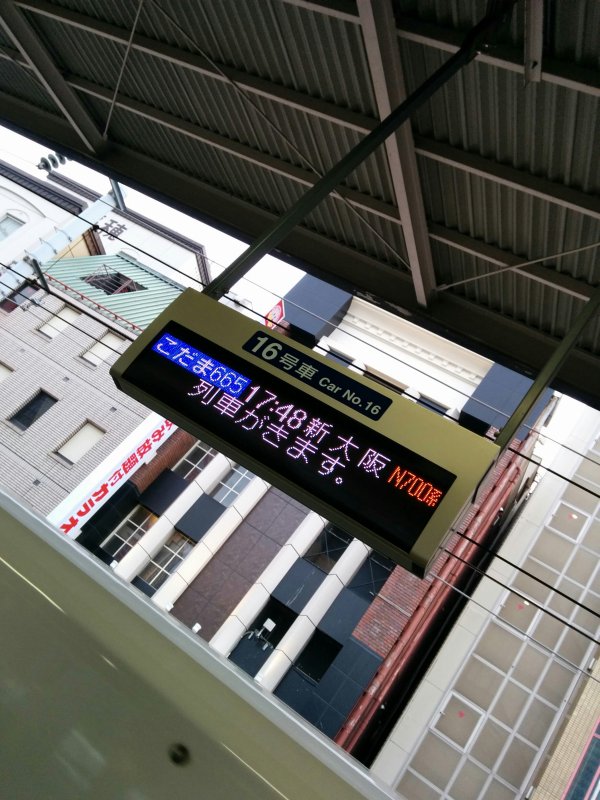 16号車 Car No.16
こだま665 17:48 新大阪 N700系
列車がきます。